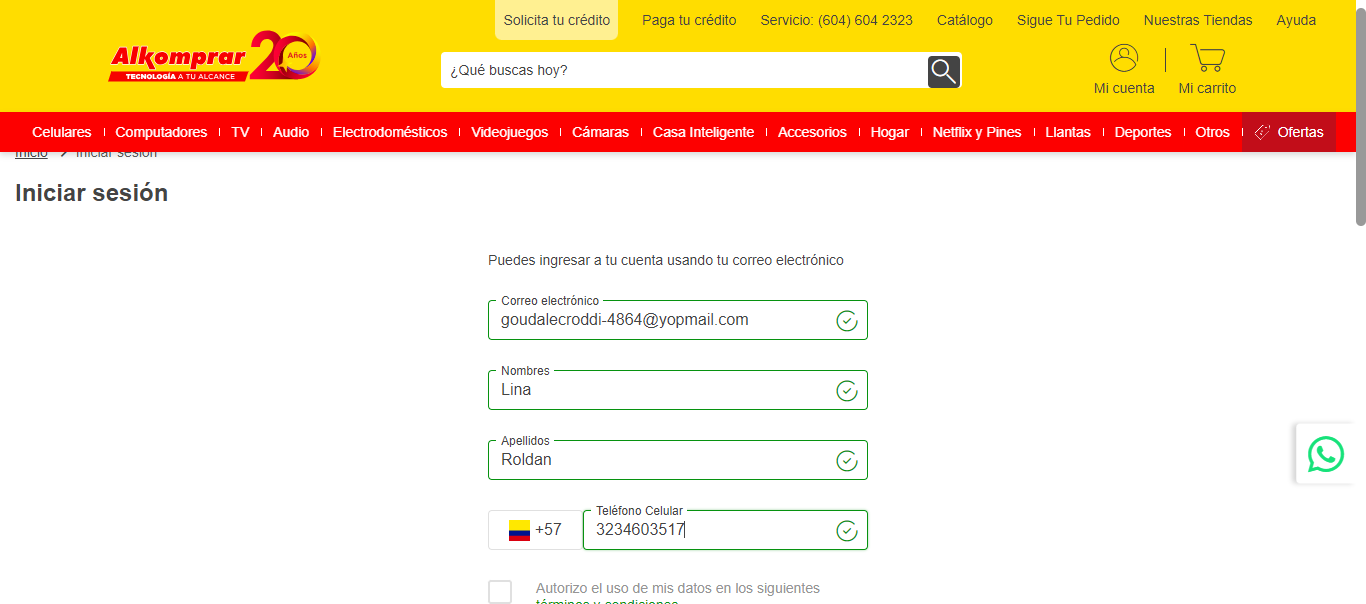 Solicita tu crédito Paga tu crédito Servicio: (604) 604 2323 Catálogo Sigue Tu Pedido Nuestras Tiendas Ayuda
Alkomprar 20 Años
TECNOLOGÍA A TU ALCANCE
¿Qué buscas hoy?
Mi cuenta Mi carrito
Celulares Computadores TV Audio Electrodomésticos Videojuegos Cámaras Casa Inteligente Accesorios Hogar Netflix y Pines Llantas Deportes Otros Ofertas
Inicio Iniciar sesión
Iniciar sesión
Puedes ingresar a tu cuenta usando tu correo electrónico
Correo electrónico
goudalecroddi-4864@yopmail.com
Nombres
Lina
Apellidos
Roldan
Teléfono Celular
+57 3234603517
Autorizo el uso de mis datos en los siguientes
términos y condiciones